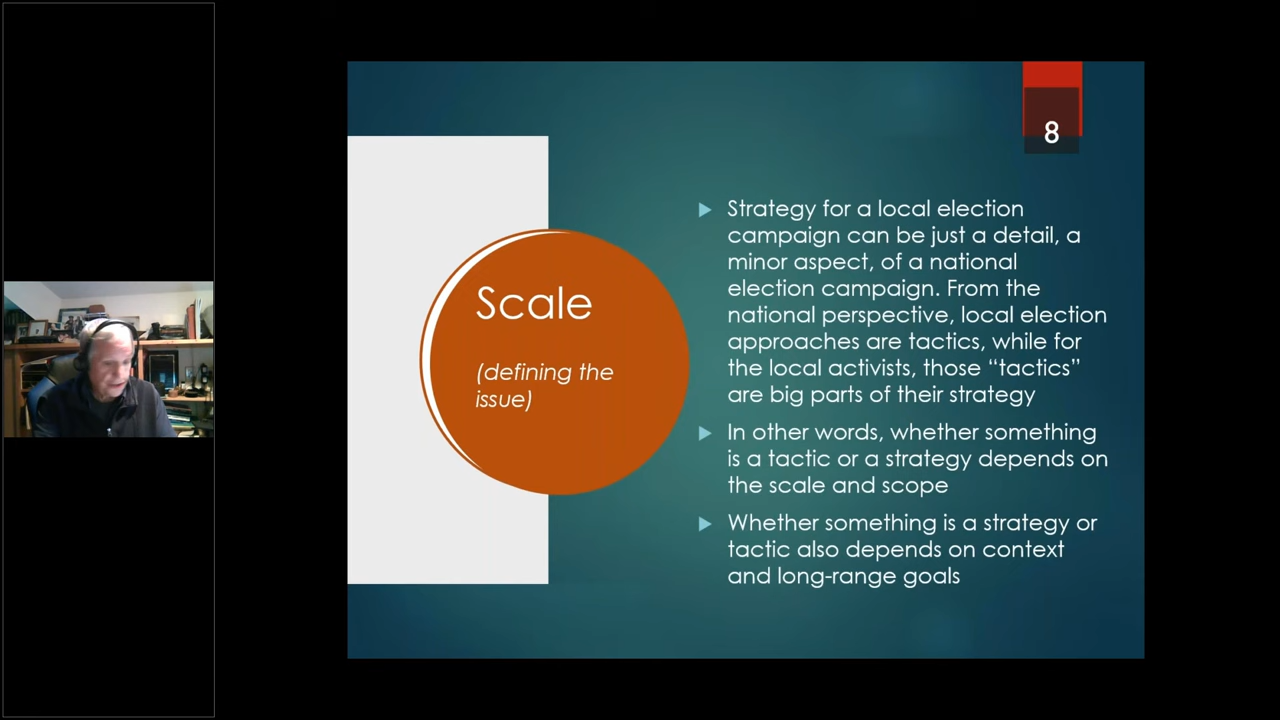 8
Scale
(defining the
issue)
Strategy for a local election
campaign can be just a detail, a
minor aspect, of a national
election campaign. From the
national perspective, local election
approaches are tactics, while for
the local activists, those “tactics”
are big parts of their strategy
In other words, whether something
is a tactic or a strategy depends on
the scale and scope
Whether something is a strategy or
tactic also depends on context
and long-range goals